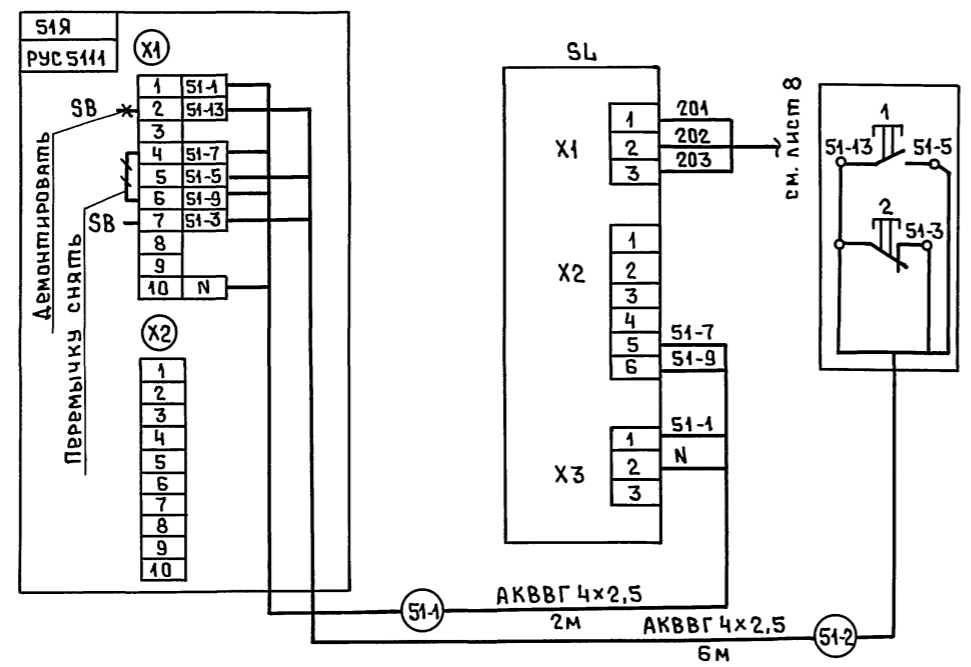 51Я
РУС 5111
X1
SB
1 51-1
2 51-13
3
4 51-7
5 51-5
6 51-9
SB
7 51-3
8
9
10 N
Демонтировать
Перемычку снять
X2
1
2
3
4
5
6
7
8
9
10
SL
X1
1 201
2 202
3 203
см. лист 8
X2
1
2
3
4
5 51-7
6 51-9
X3
1 51-1
2 N
3
1
51-13
51-5
2
51-3
51-1
АКВВГ 4×2,5
2м
АКВВГ 4×2,5
6м
51-2